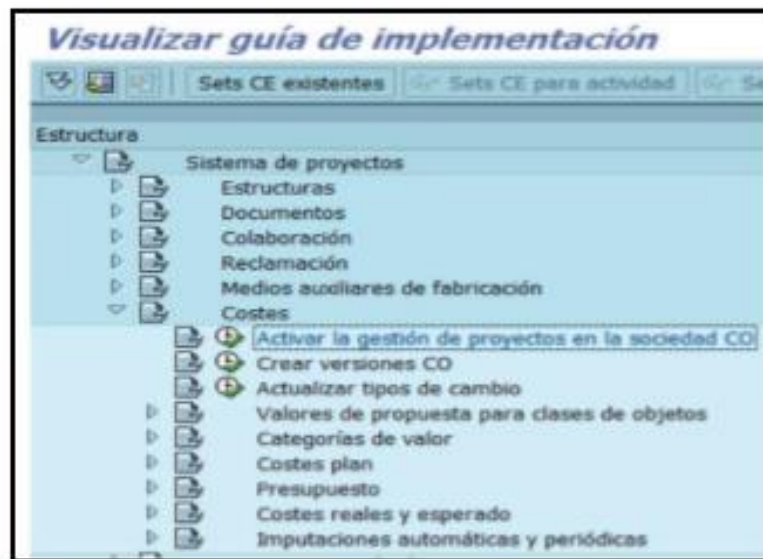 Visualizar guía de implementación
Sets CE existentes Sets CE para actividad
Estructura
Sistema de proyectos
Estructuras
Documentos
Colaboración
Reclamación
Medios auxiliares de fabricación
Costes
Activar la gestión de proyectos en la sociedad CO
Crear versiones CO
Actualizar tipos de cambio
Valores de propuesta para clases de objetos
Categorías de valor
Costes plan
Presupuesto
Costes reales y esperado
Imputaciones automáticas y periódicas